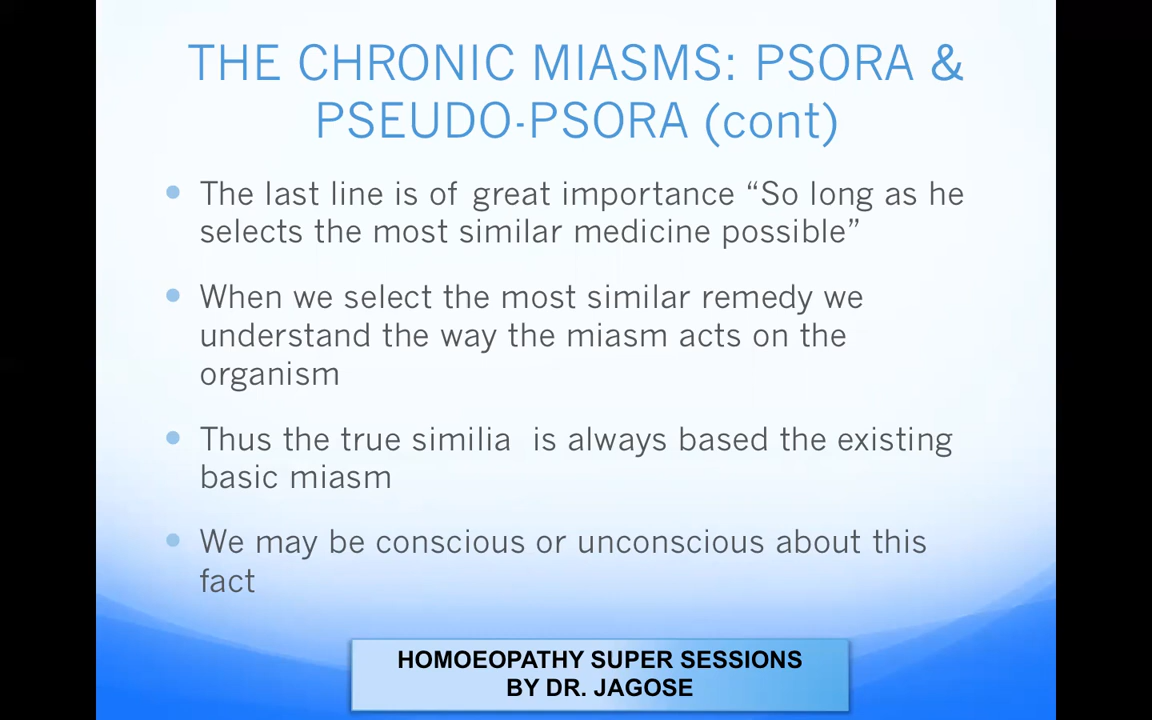 THE CHRONIC MIASMS: PSORA &
PSEUDO-PSORA (cont)
• The last line is of great importance “So long as he
selects the most similar medicine possible”
• When we select the most similar remedy we
understand the way the miasm acts on the
organism
• Thus the true similia is always based the existing
basic miasm
• We may be conscious or unconscious about this
fact
HOMOEOPATHY SUPER SESSIONS
BY DR. JAGOSE